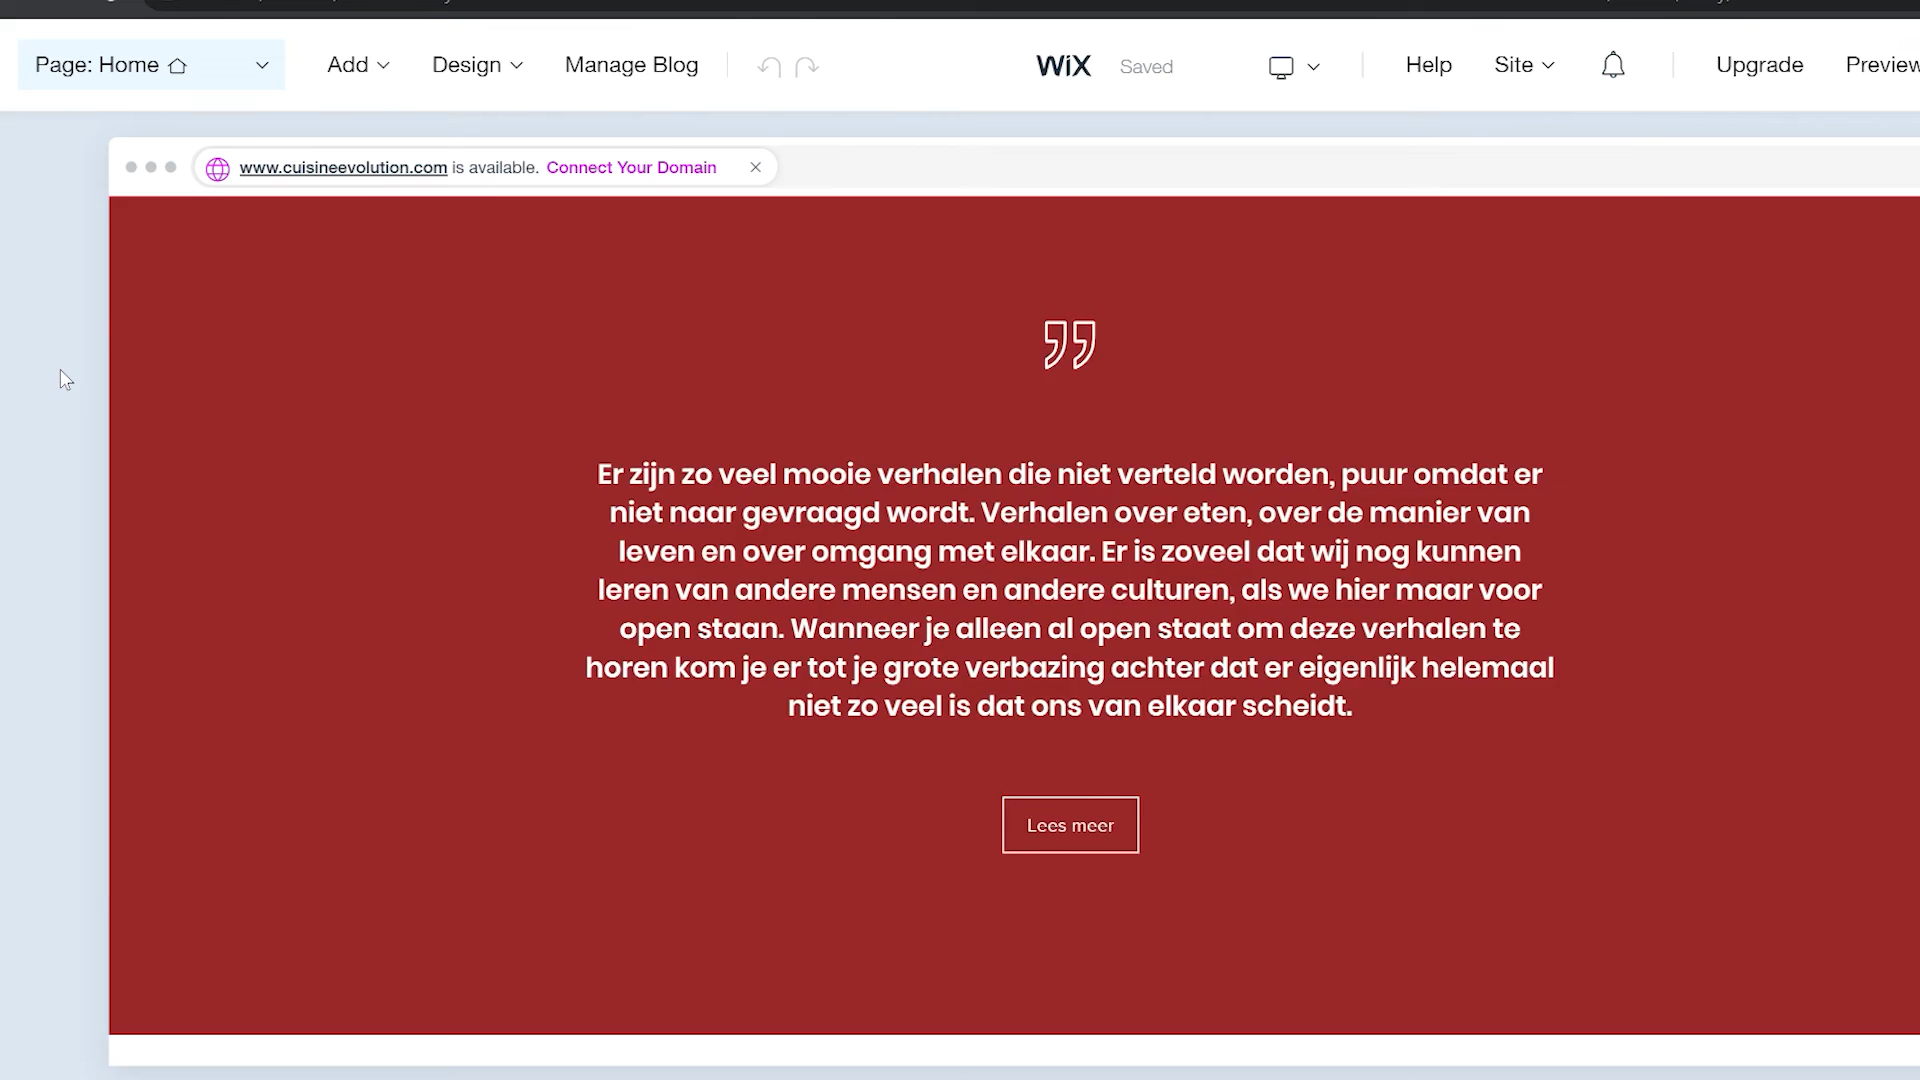 Page: Home Add Design Manage Blog WiX Saved Help Site Upgrade Preview
www.cuisineevolution.com is available. Connect Your Domain
Er zijn zo veel mooie verhalen die niet verteld worden, puur omdat er
niet naar gevraagd wordt. Verhalen over eten, over de manier van
leven en over omgang met elkaar. Er is zoveel dat wij nog kunnen
leren van andere mensen en andere culturen, als we hier maar voor
open staan. Wanneer je alleen al open staat om deze verhalen te
horen kom je er tot je grote verbazing achter dat er eigenlijk helemaal
niet zo veel is dat ons van elkaar scheidt.
Lees meer